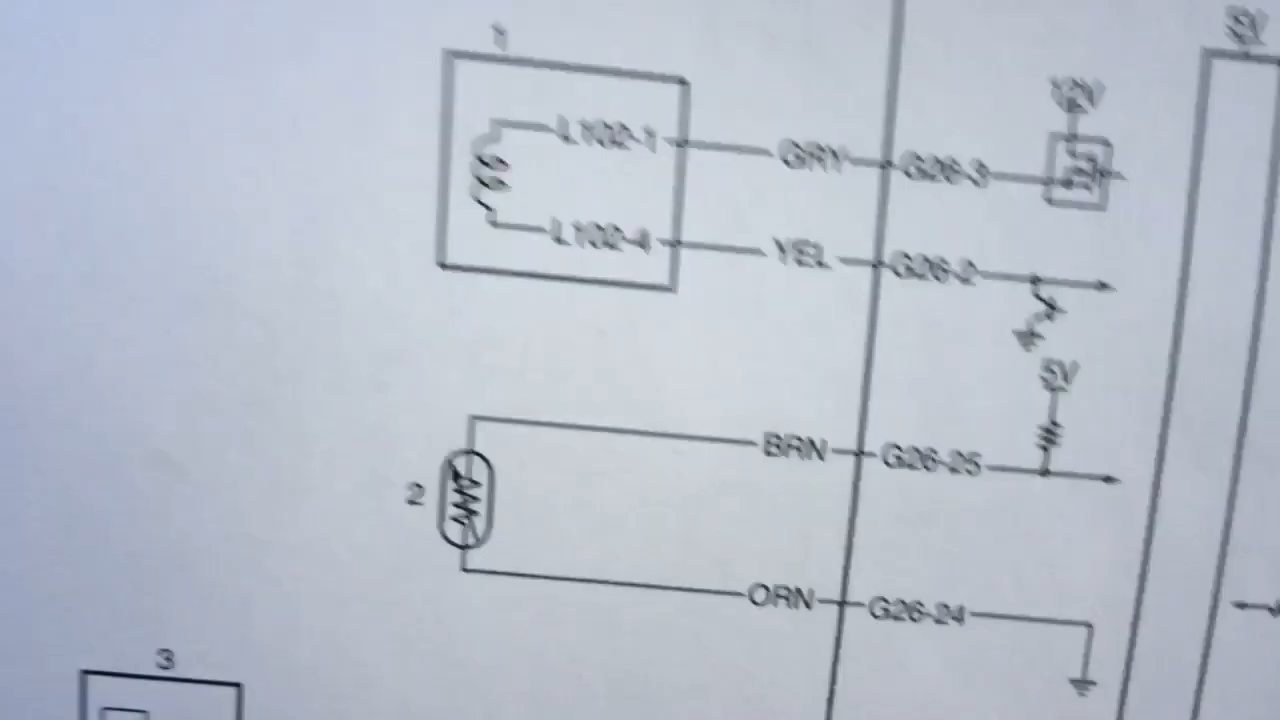 1
5V
12V
L102-1 GRY G26-3
L102-4 YEL G26-2
5V
BRN G26-25
2
ORN G26-24
3